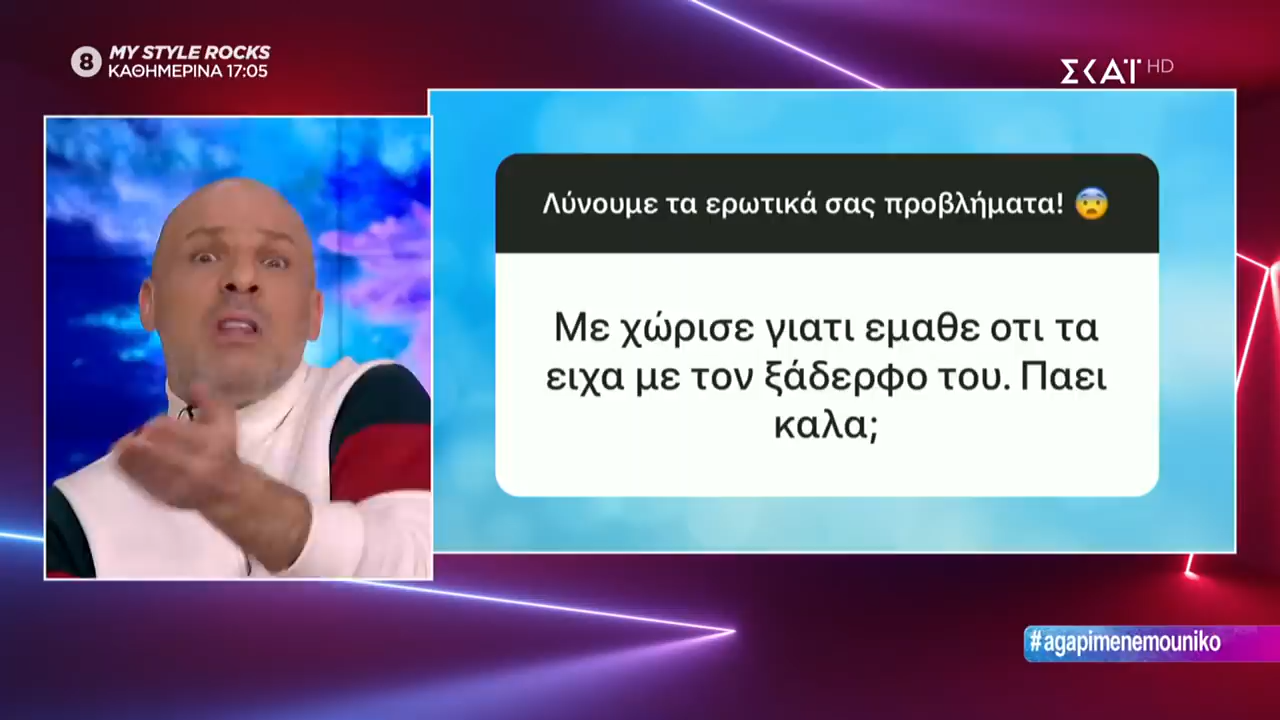 8 MY STYLE ROCKS
ΚΑΘΗΜΕΡΙΝΑ 17:05
ΣΚΑΪ HD
Λύνουμε τα ερωτικά σας προβλήματα! 😨
Με χώρισε γιατι εμαθε οτι τα
ειχα με τον ξάδερφο του. Παει
καλα;
#agapimenemouniko